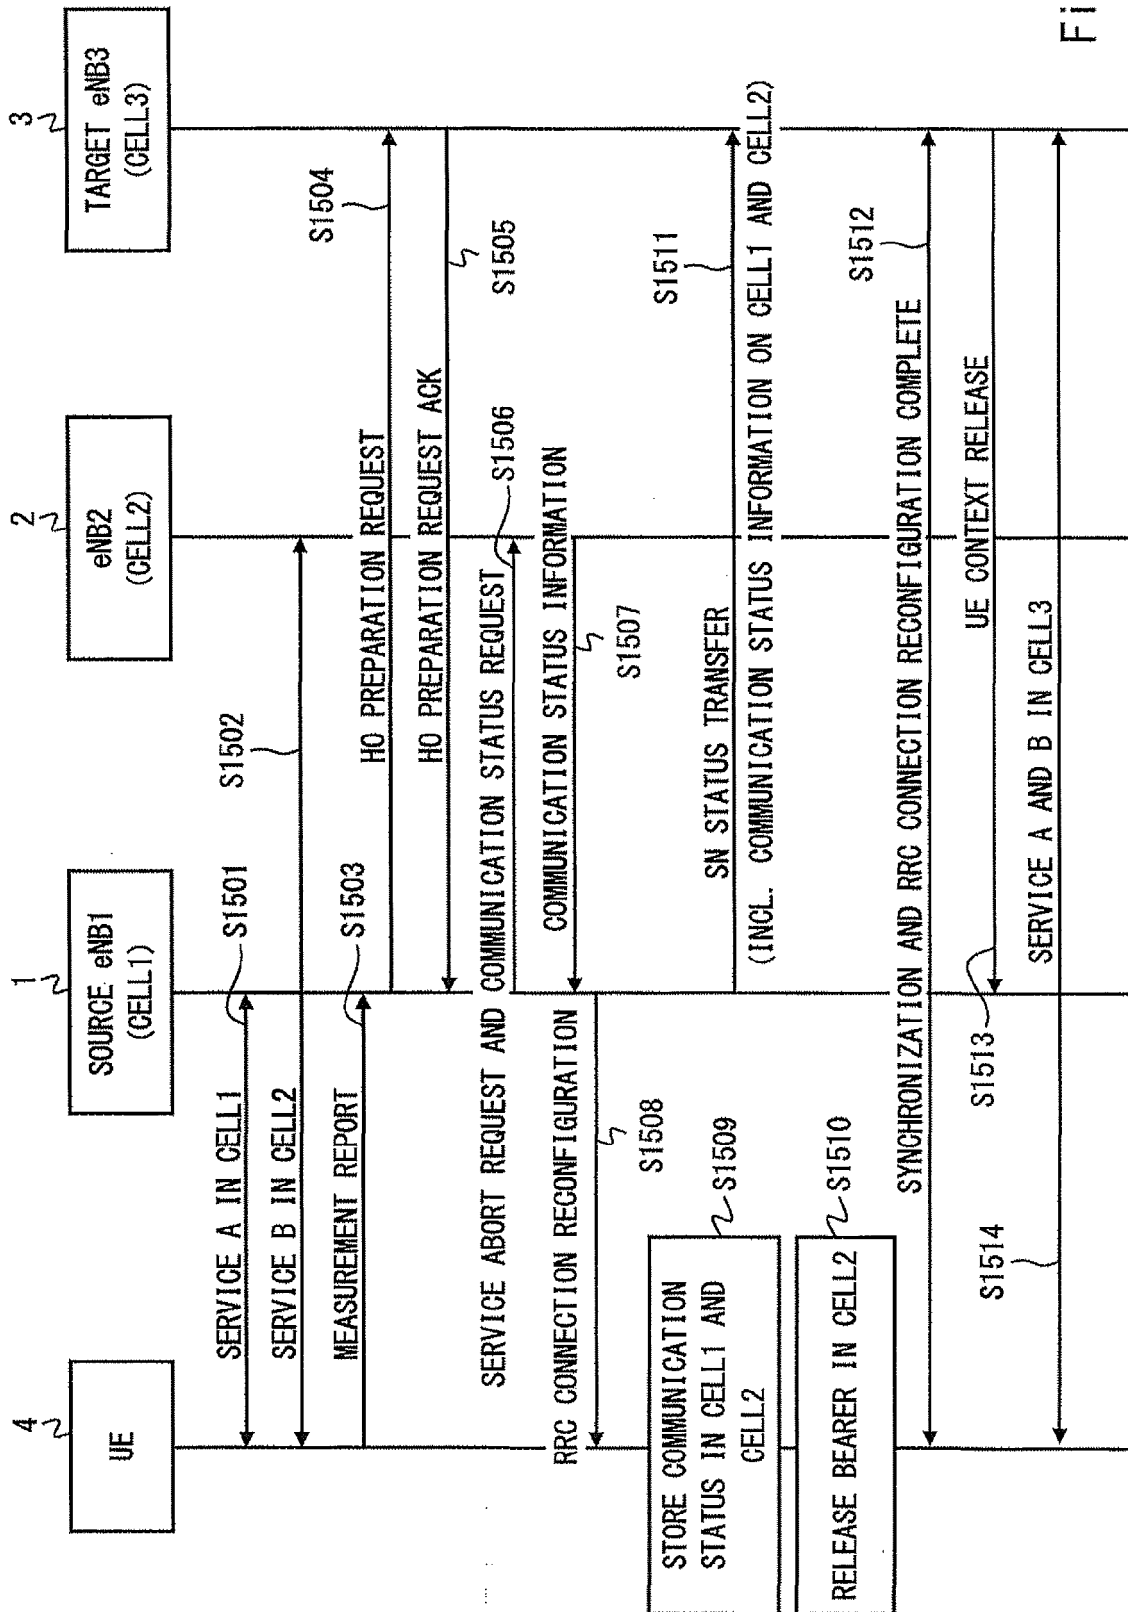 4
UE
1
SOURCE eNB1
(CELL1)
2
eNB2
(CELL2)
3
TARGET eNB3
(CELL3)
SERVICE A IN CELL1
S1501
SERVICE B IN CELL2
S1502
MEASUREMENT REPORT
S1503
HO PREPARATION REQUEST
S1504
HO PREPARATION REQUEST ACK
S1505
SERVICE ABORT REQUEST AND COMMUNICATION STATUS REQUEST
S1506
COMMUNICATION STATUS INFORMATION
S1507
RRC CONNECTION RECONFIGURATION
S1508
STORE COMMUNICATION
STATUS IN CELL1 AND
CELL2
S1509
RELEASE BEARER IN CELL2
S1510
SN STATUS TRANSFER
S1511
(INCL. COMMUNICATION STATUS INFORMATION ON CELL1 AND CELL2)
SYNCHRONIZATION AND RRC CONNECTION RECONFIGURATION COMPLETE
S1512
UE CONTEXT RELEASE
S1513
SERVICE A AND B IN CELL3
S1514
Fi